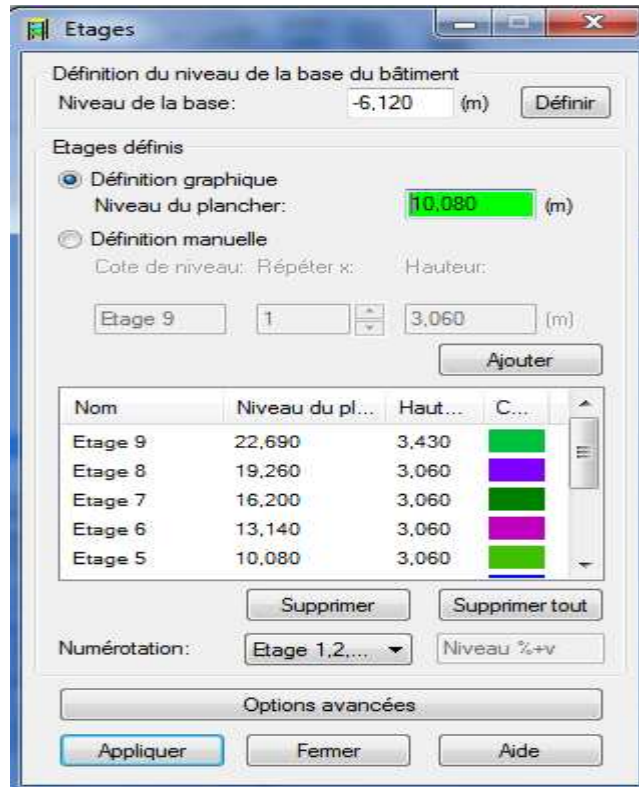 Etages
Définition du niveau de la base du bâtiment
Niveau de la base: -6,120 (m) Définir
Etages définis
Définition graphique
Niveau du plancher: 10,080 (m)
Définition manuelle
Cote de niveau: Répéter x: Hauteur:
Etage 9 1 3,060 (m)
Ajouter
Nom Niveau du pl... Haut... C...
Etage 9 22,690 3,430
Etage 8 19,260 3,060
Etage 7 16,200 3,060
Etage 6 13,140 3,060
Etage 5 10,080 3,060
Supprimer Supprimer tout
Numérotation: Etage 1,2,... Niveau %+v
Options avancées
Appliquer Fermer Aide